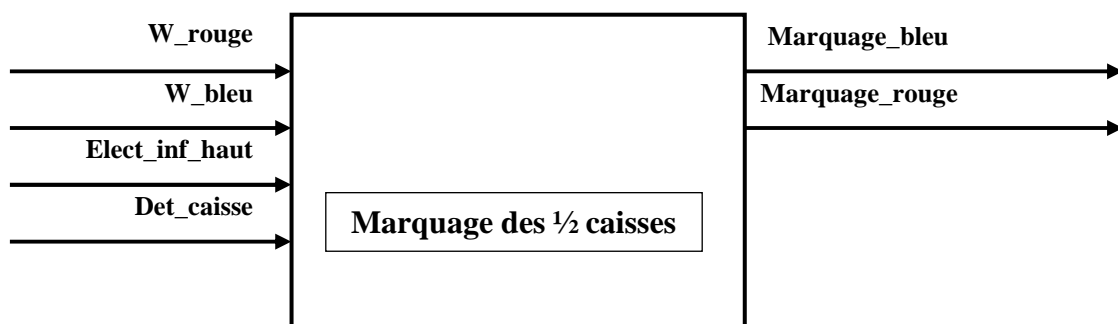 W_rouge
W_bleu
Elect_inf_haut
Det_caisse
Marquage des ½ caisses
Marquage_bleu
Marquage_rouge